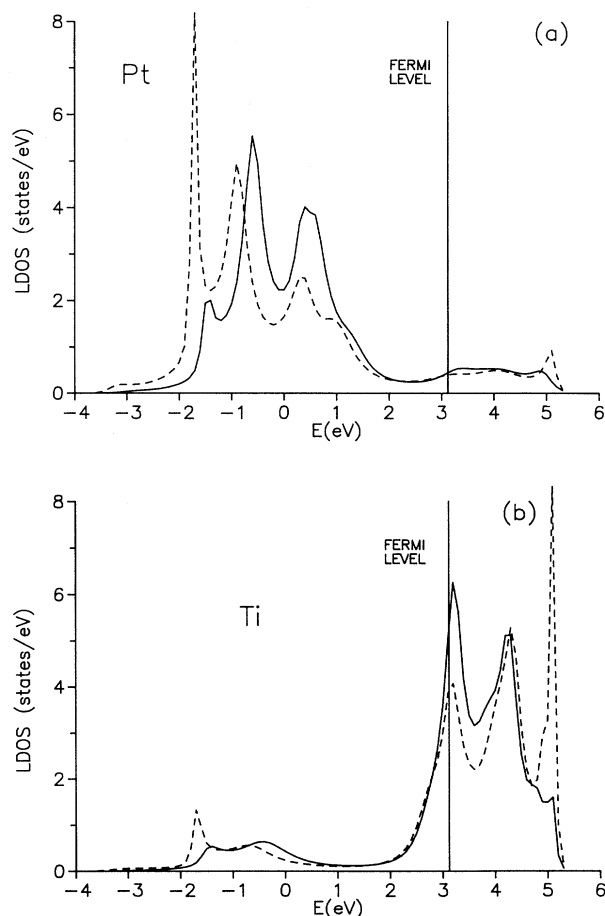 (a)
Pt
FERMI
LEVEL
LDOS (states/eV)
8
6
4
2
0
−4 −3 −2 −1 0 1 2 3 4 5 6
E(eV)
(b)
FERMI
LEVEL
Ti
LDOS (states/eV)
8
6
4
2
0
−4 −3 −2 −1 0 1 2 3 4 5 6
E(eV)